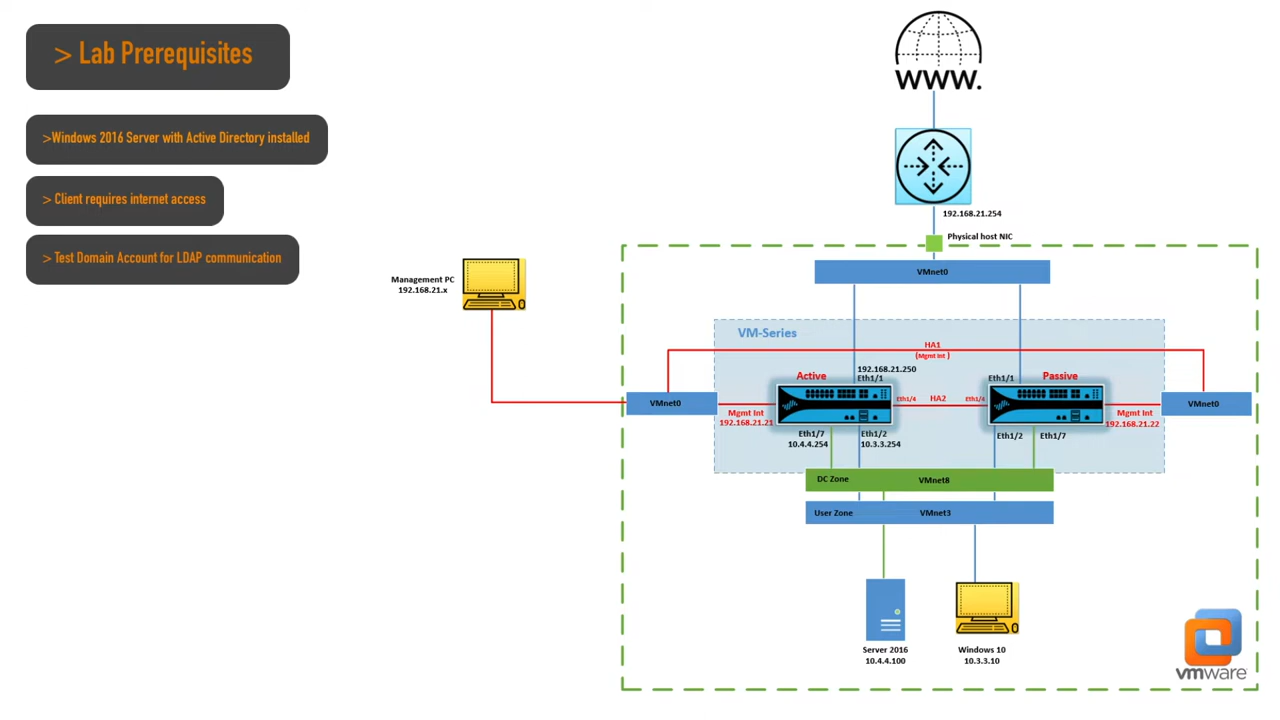 > Lab Prerequisites
>Windows 2016 Server with Active Directory installed
> Client requires internet access
> Test Domain Account for LDAP communication
WWW.
192.168.21.254
Physical host NIC
VMnet0
Management PC
192.168.21.x
VM-Series
HA1
(Mgmt Int )
192.168.21.250
Active
Eth1/1
Eth1/1
Passive
VMnet0
Eth1/4
HA2
Eth1/4
VMnet0
Mgmt Int
192.168.21.21
Mgmt Int
192.168.21.22
Eth1/7
10.4.4.254
Eth1/2
10.3.3.254
Eth1/2
Eth1/7
DC Zone
VMnet8
User Zone
VMnet3
Server 2016
10.4.4.100
Windows 10
10.3.3.10
vmware